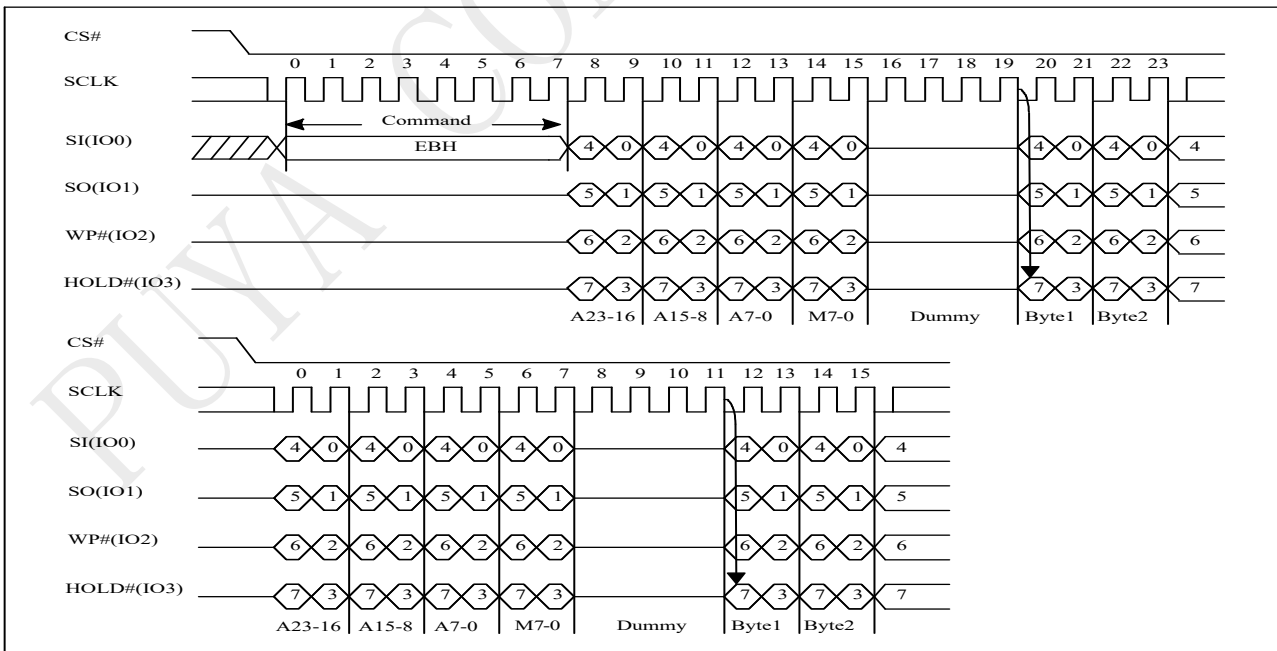 CS#
0 1 2 3 4 5 6 7 8 9 10 11 12 13 14 15 16 17 18 19 20 21 22 23
SCLK
Command
SI(IO0) EBH 4 0 4 0 4 0 4 0 4 0 4 0 4
SO(IO1) 5 1 5 1 5 1 5 1 5 1 5 1 5
WP#(IO2) 6 2 6 2 6 2 6 2 6 2 6 2 6
HOLD#(IO3) 7 3 7 3 7 3 7 3 7 3 7 3 7
A23-16 A15-8 A7-0 M7-0 Dummy Byte1 Byte2
CS#
0 1 2 3 4 5 6 7 8 9 10 11 12 13 14 15
SCLK
SI(IO0) 4 0 4 0 4 0 4 0 4 0 4 0 4
SO(IO1) 5 1 5 1 5 1 5 1 5 1 5 1 5
WP#(IO2) 6 2 6 2 6 2 6 2 6 2 6 2 6
HOLD#(IO3) 7 3 7 3 7 3 7 3 7 3 7 3 7
A23-16 A15-8 A7-0 M7-0 Dummy Byte1 Byte2
PUYA